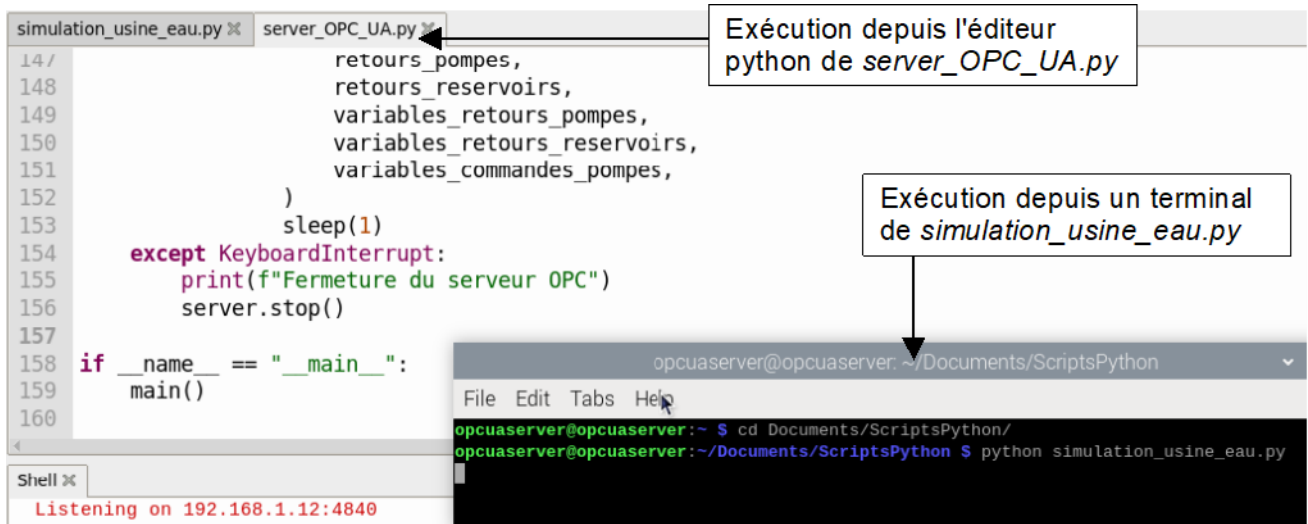 simulation_usine_eau.py ✕ server_OPC_UA.py ✕
Exécution depuis l'éditeur
python de server_OPC_UA.py
147 retours_pompes,
148 retours_reservoirs,
149 variables_retours_pompes,
150 variables_retours_reservoirs,
151 variables_commandes_pompes,
152 )
153 sleep(1)
154 except KeyboardInterrupt:
155 print(f"Fermeture du serveur OPC")
156 server.stop()
157
158 if __name__ == "__main__":
159 main()
160
Exécution depuis un terminal
de simulation_usine_eau.py
opcuaserver@opcuaserver: ~/Documents/ScriptsPython
File Edit Tabs Help
opcuaserver@opcuaserver:~ $ cd Documents/ScriptsPython/
opcuaserver@opcuaserver:~/Documents/ScriptsPython $ python simulation_usine_eau.py
Shell ✕
Listening on 192.168.1.12:4840